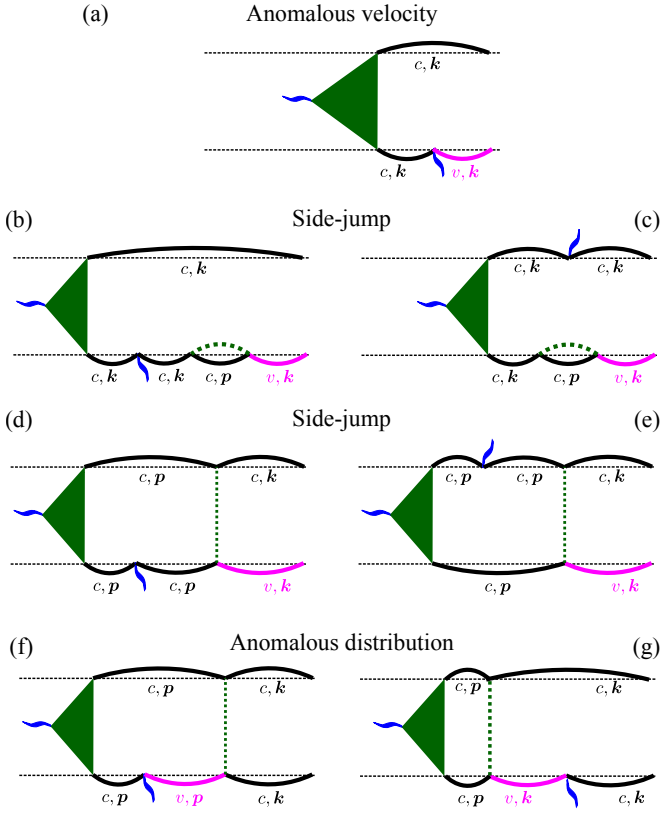 (a) Anomalous velocity
c, k
c, k v, k
(b) Side-jump (c)
c, k c, k c, k
c, k c, k c, p v, k c, k c, p v, k
(d) Side-jump (e)
c, p c, k c, p c, p c, k
c, p c, p v, k c, p v, k
(f) Anomalous distribution (g)
c, p c, k c, p c, k
c, p v, p c, k c, p v, k c, k